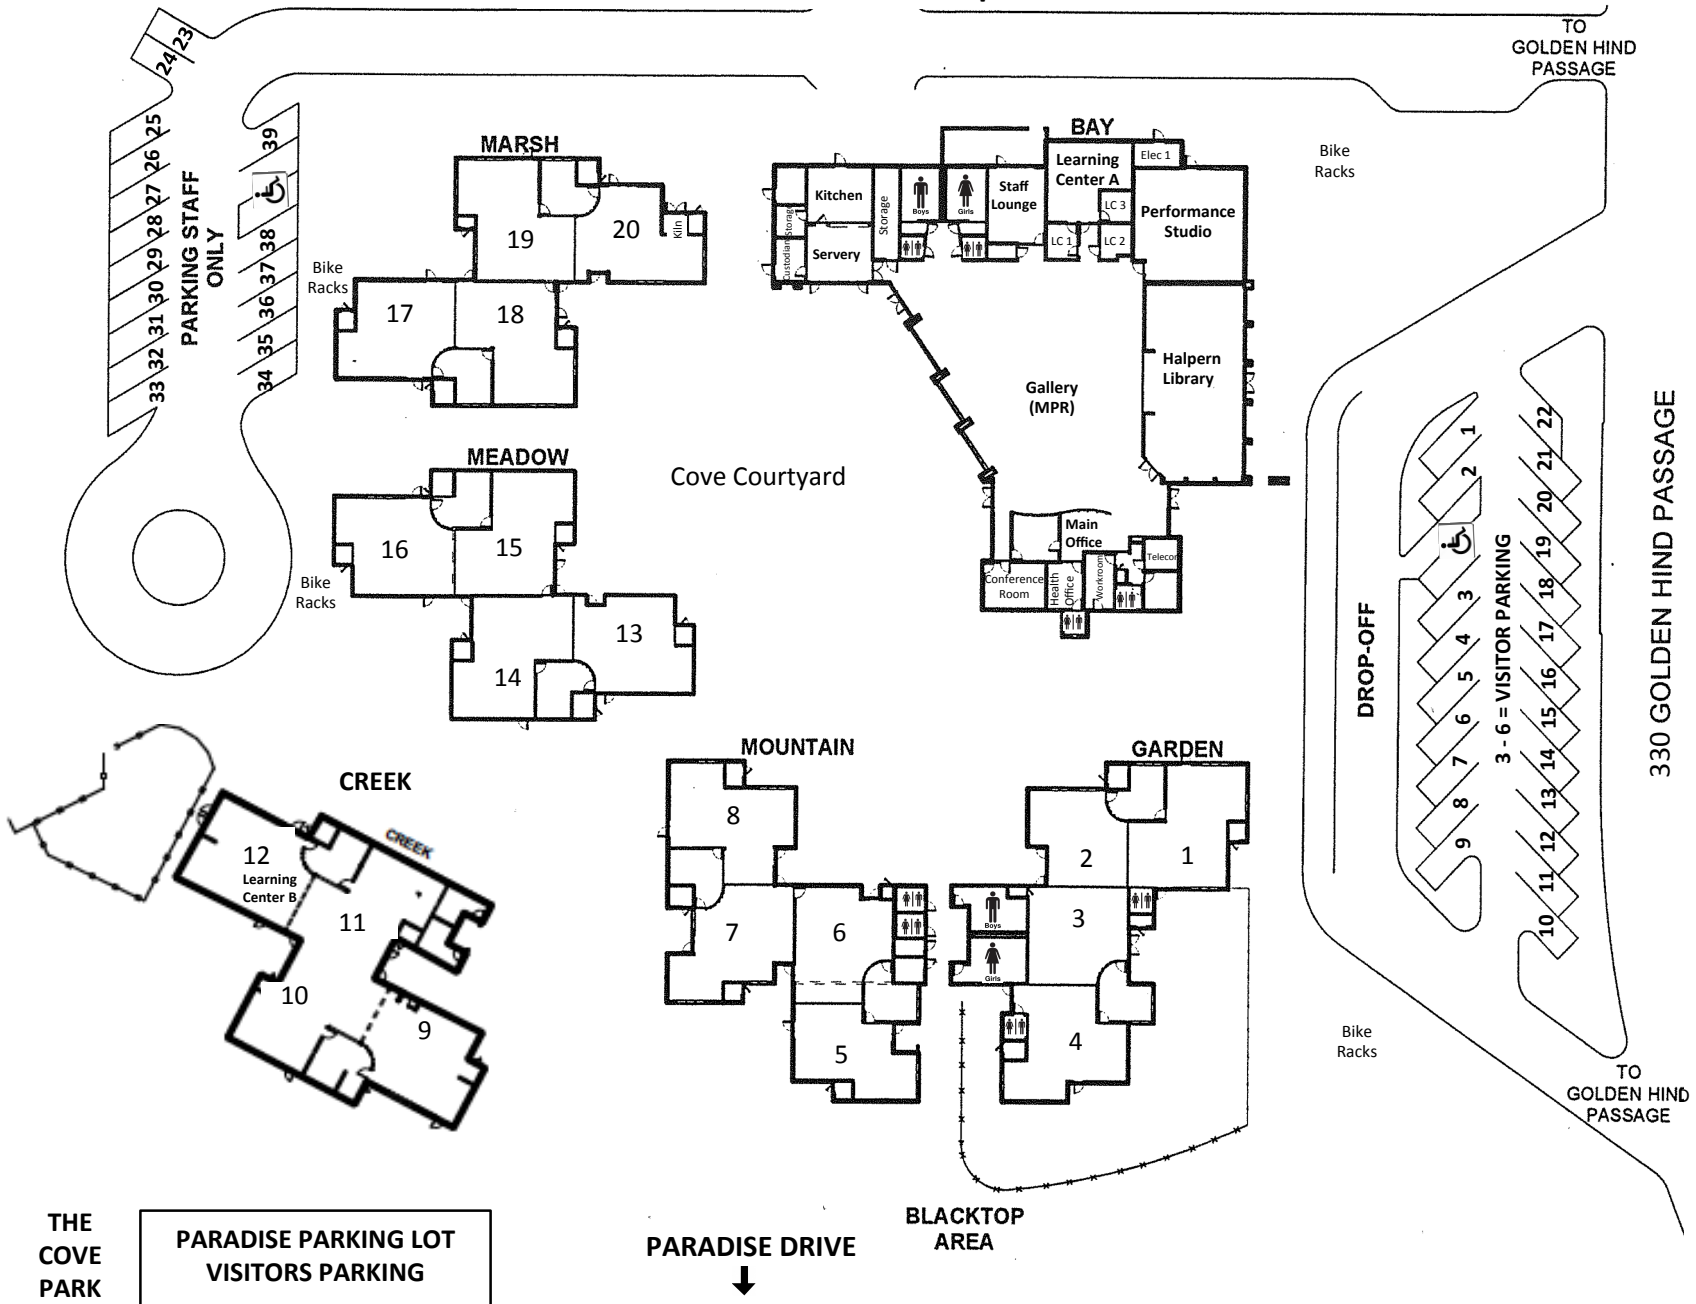 TO
GOLDEN HIND
PASSAGE
23
24
25
26
27
28
29
30
31
32
33
PARKING STAFF
ONLY
39
38
37
36
35
34
Bike
Racks
MARSH
19
20
Kiln
17
18
BAY
Kitchen
Servery
Storag
Custodian
Storage
Boys
Girls
Staff
Lounge
Learning
Center A
Elec 1
LC 3
LC 1
LC 2
Performance
Studio
Halpern
Library
Gallery
(MPR)
Main
Office
Telecom
Conference
Room
Health
Office
Workroom
Bike
Racks
MEADOW
16
15
14
13
Bike
Racks
Cove Courtyard
DROP-OFF
1
2
3
4
5
6
7
8
9
3 - 6 = VISITOR PARKING
22
21
20
19
18
17
16
15
14
13
12
11
10
330 GOLDEN HIND PASSAGE
CREEK
CREEK
12
Learning
Center B
11
10
9
MOUNTAIN
8
7
6
5
GARDEN
2
1
3
4
Boys
Girls
Bike
Racks
TO
GOLDEN HIND
PASSAGE
BLACKTOP
AREA
THE
COVE
PARK
PARADISE PARKING LOT
VISITORS PARKING
PARADISE DRIVE